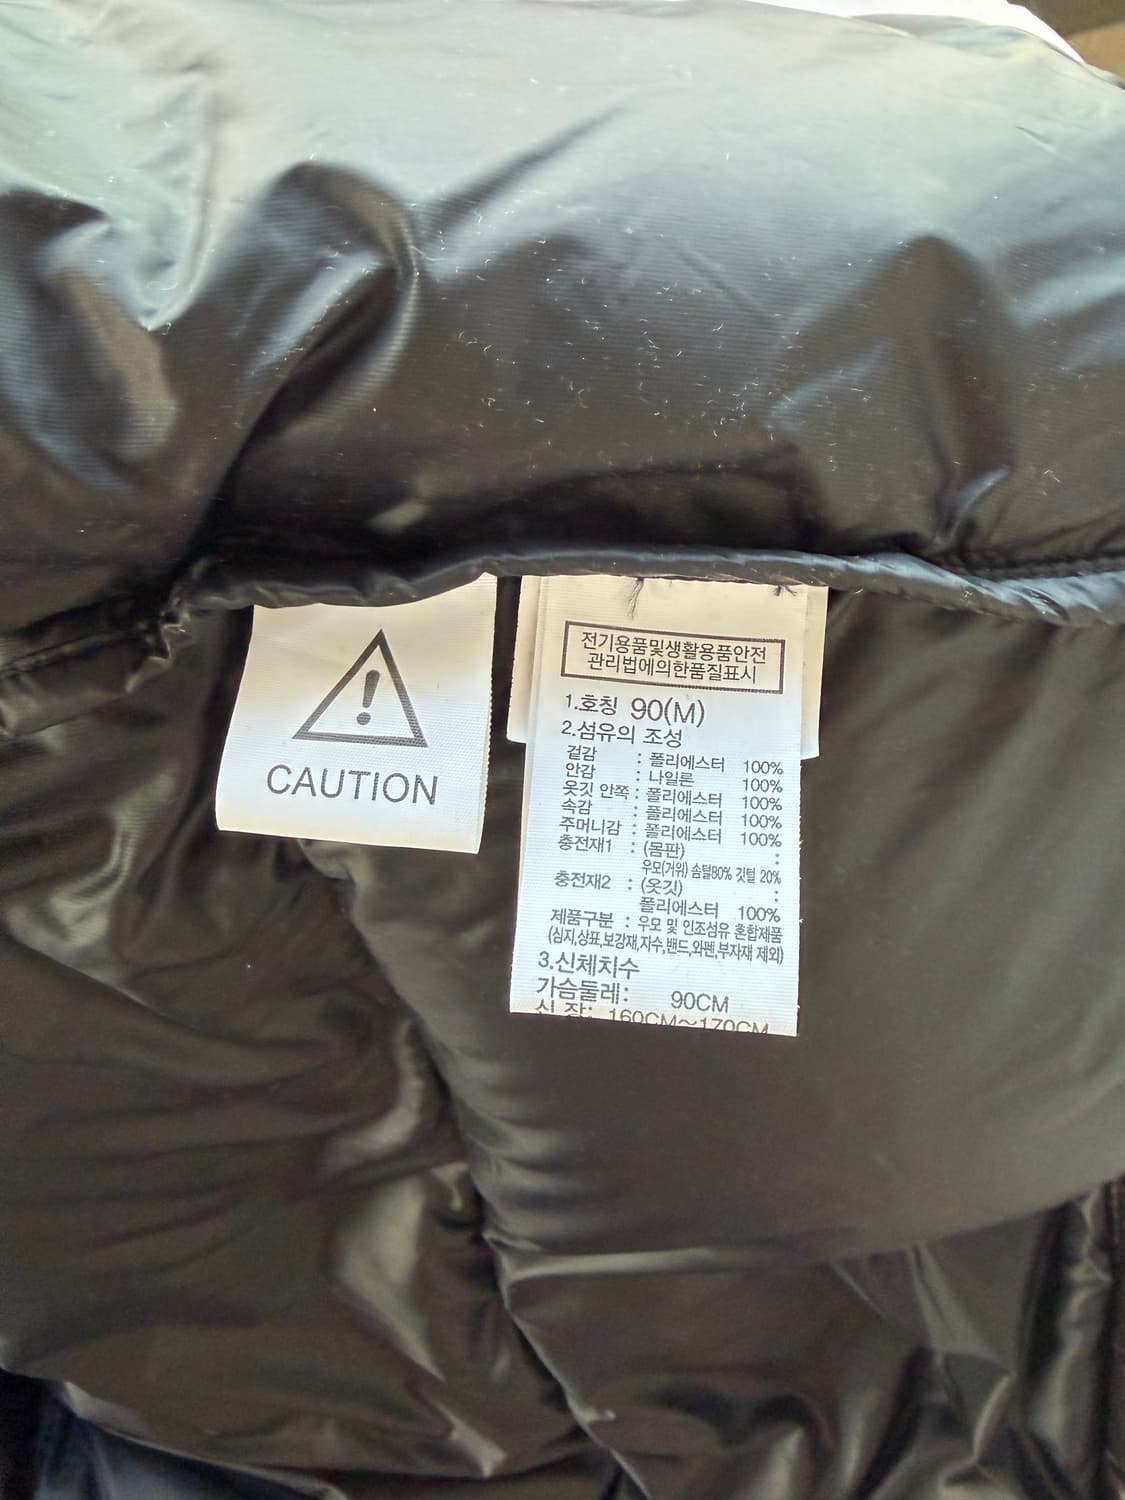 CAUTION
전기용품및생활용품안전
관리법에의한품질표시
1.호칭 90(M)
2.섬유의 조성
겉감 : 폴리에스터 100%
안감 : 나일론 100%
옷깃 안쪽 : 폴리에스터 100%
속감 : 폴리에스터 100%
주머니감 : 폴리에스터 100%
충전재1 : (몸판) :
우모(거위) 솜털80% 깃털 20%
충전재2 : (옷깃) :
폴리에스터 100%
제품구분 : 우모 및 인조섬유 혼합제품
(심지,상표,보강재,자수,밴드,와펜,부자재 제외)
3.신체치수
가슴둘레: 90CM
신 장: 160CM~170CM